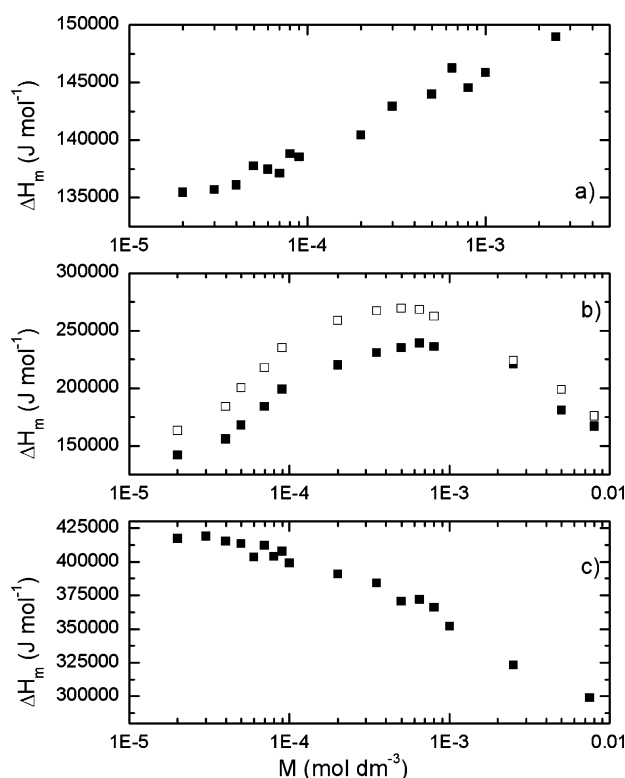 150000
145000
140000
135000
ΔHₘ (J mol⁻¹)
a)
1E-5 1E-4 1E-3
300000
250000
200000
150000
ΔHₘ (J mol⁻¹)
b)
1E-5 1E-4 1E-3 0.01
425000
400000
375000
350000
325000
300000
ΔHₘ (J mol⁻¹)
c)
1E-5 1E-4 1E-3 0.01
M (mol dm⁻³)